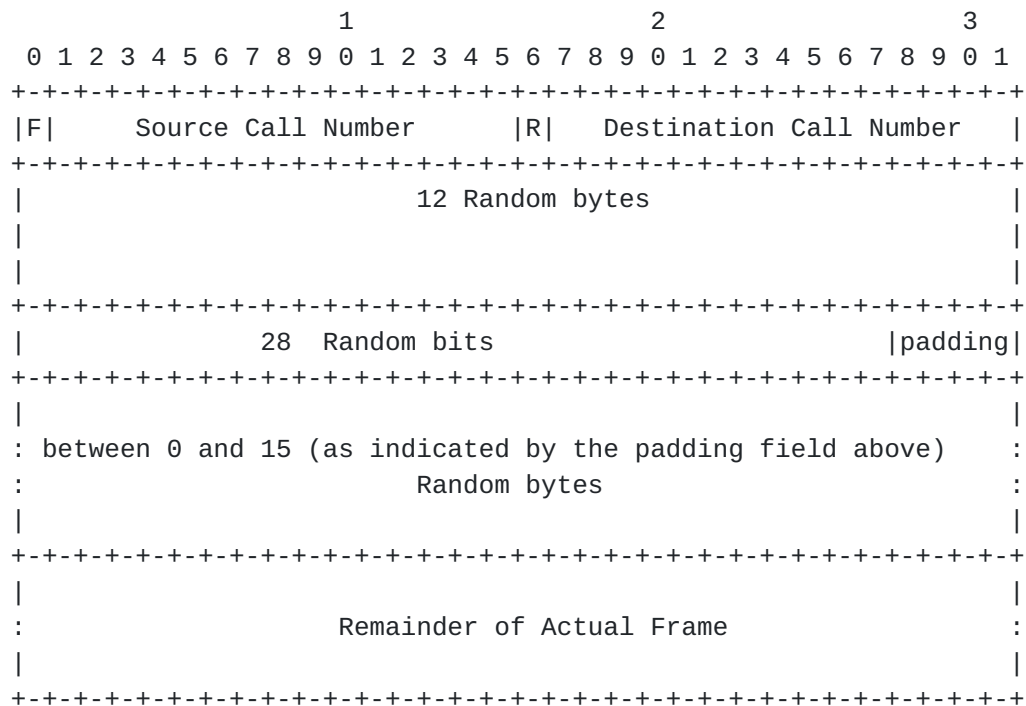 1                   2                   3
 0 1 2 3 4 5 6 7 8 9 0 1 2 3 4 5 6 7 8 9 0 1 2 3 4 5 6 7 8 9 0 1
+-+-+-+-+-+-+-+-+-+-+-+-+-+-+-+-+-+-+-+-+-+-+-+-+-+-+-+-+-+-+-+-+
|F|     Source Call Number      |R|   Destination Call Number   |
+-+-+-+-+-+-+-+-+-+-+-+-+-+-+-+-+-+-+-+-+-+-+-+-+-+-+-+-+-+-+-+-+
|                         12 Random bytes                       |
|                                                               |
|                                                               |
+-+-+-+-+-+-+-+-+-+-+-+-+-+-+-+-+-+-+-+-+-+-+-+-+-+-+-+-+-+-+-+-+
|               28  Random bits                         |padding|
+-+-+-+-+-+-+-+-+-+-+-+-+-+-+-+-+-+-+-+-+-+-+-+-+-+-+-+-+-+-+-+-+
|                                                               |
: between 0 and 15 (as indicated by the padding field above)    :
:                         Random bytes                          :
|                                                               |
+-+-+-+-+-+-+-+-+-+-+-+-+-+-+-+-+-+-+-+-+-+-+-+-+-+-+-+-+-+-+-+-+
|                                                               |
:                    Remainder of Actual Frame                  :
|                                                               |
+-+-+-+-+-+-+-+-+-+-+-+-+-+-+-+-+-+-+-+-+-+-+-+-+-+-+-+-+-+-+-+-+